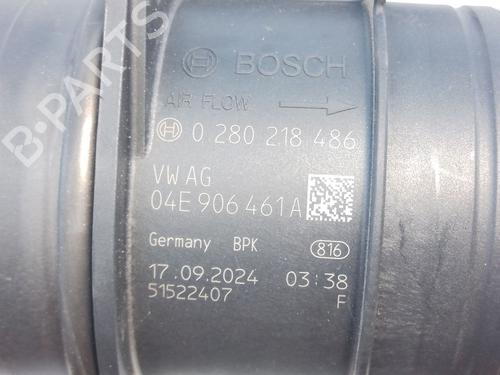 BOSCH
AIR FLOW
0 280 218 486
VW AG
04E 906 461 A
Germany BPK 816
17.09.2024 03:38
51522407 F
B-PARTS